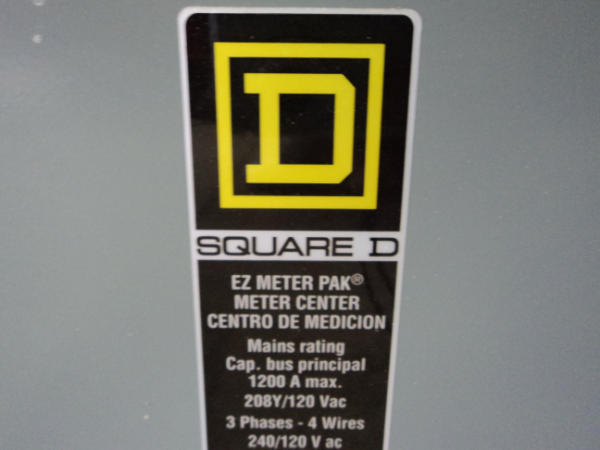 D
SQUARE D
EZ METER PAK®
METER CENTER
CENTRO DE MEDICION
Mains rating
Cap. bus principal
1200 A max.
208Y/120 Vac
3 Phases - 4 Wires
240/120 V ac